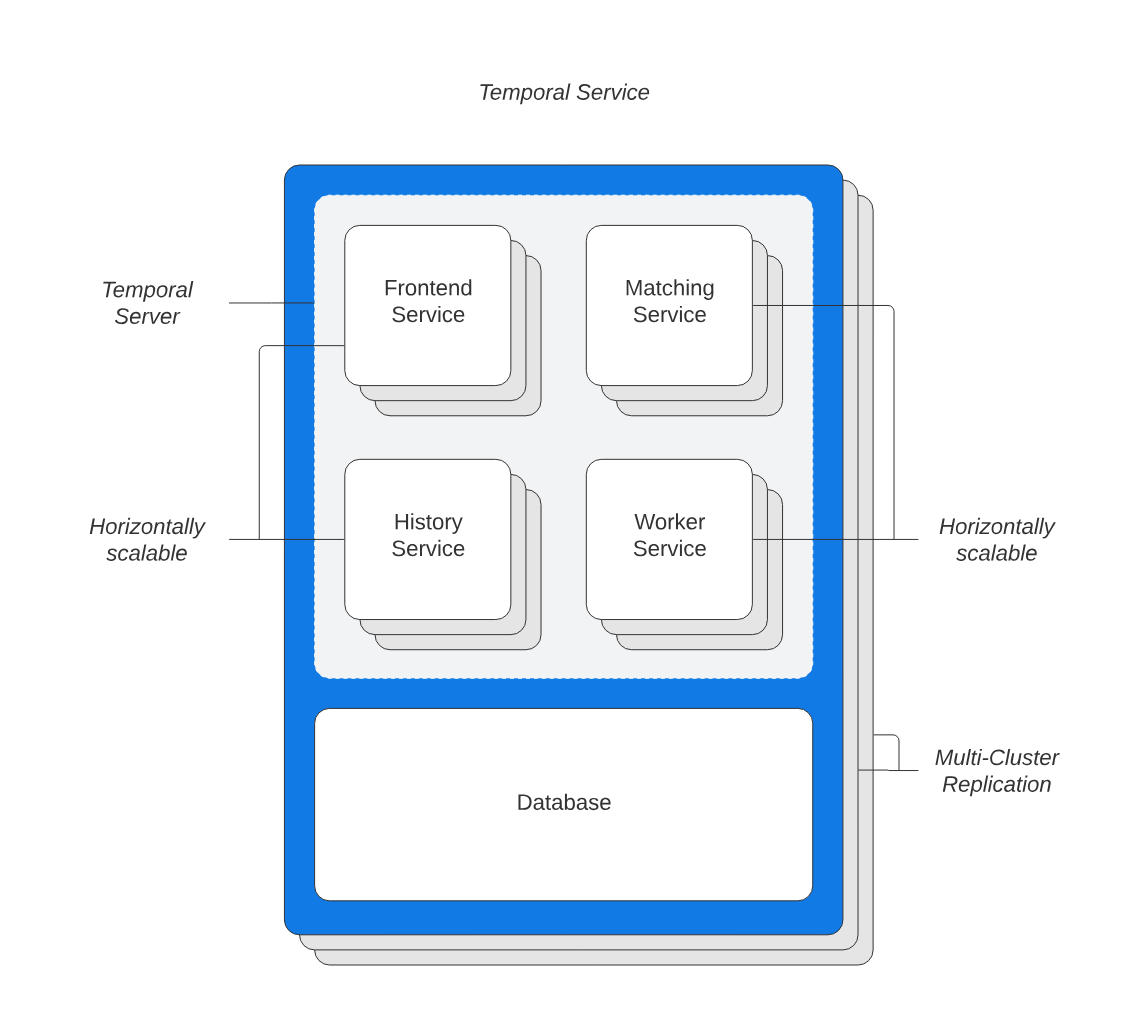 Temporal Service
Temporal
Server
Frontend
Service
Matching
Service
Horizontally
scalable
History
Service
Worker
Service
Horizontally
scalable
Database
Multi-Cluster
Replication